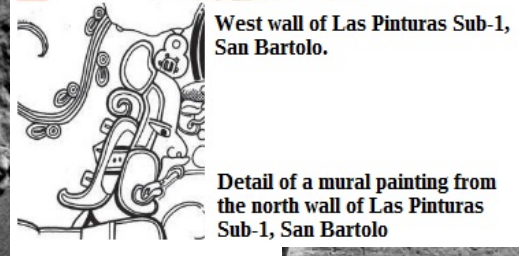 West wall of Las Pinturas Sub-1,
San Bartolo.
Detail of a mural painting from
the north wall of Las Pinturas
Sub-1, San Bartolo